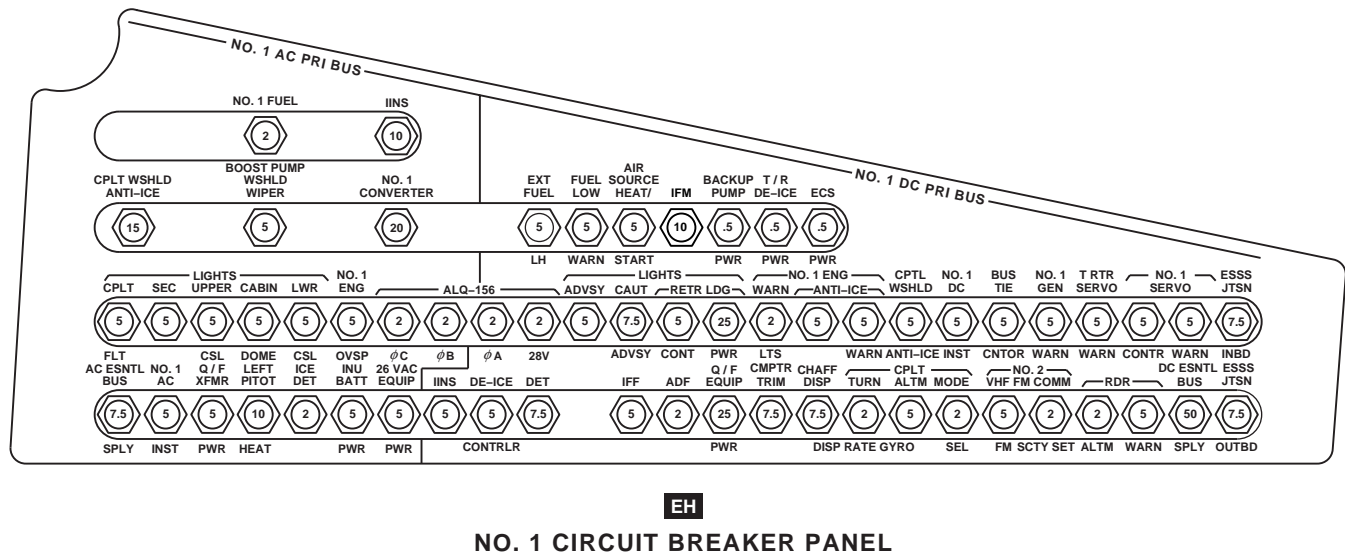 NO. 1 AC PRI BUS
NO. 1 DC PRI BUS
NO. 1 FUEL IINS
2 10
BOOST PUMP
CPLT WSHLD WSHLD NO. 1
ANTI–ICE WIPER CONVERTER
AIR
EXT FUEL SOURCE BACKUP T / R
FUEL LOW HEAT/ IFM PUMP DE–ICE ECS
15 5 20 5 5 5 10 .5 .5 .5
LH WARN START PWR PWR PWR
LIGHTS NO. 1 ALQ–156 LIGHTS NO. 1 ENG CPTL NO. 1 BUS NO. 1 T RTR NO. 1 ESSS
CPLT SEC UPPER CABIN LWR ENG ADVSY CAUT RETR LDG WARN ANTI–ICE WSHLD DC TIE GEN SERVO SERVO JTSN
5 5 5 5 5 5 2 2 2 2 5 7.5 5 25 2 5 5 5 5 5 5 5 5 5 7.5
FLT CSL DOME CSL OVSP ϕC ϕB ϕA 28V ADVSY CONT PWR LTS WARN ANTI–ICE INST CNTOR WARN WARN CONTR WARN INBD
AC ESNTL NO. 1 Q / F LEFT ICE INU 26 VAC Q / F CMPTR CHAFF CPLT NO. 2 DC ESNTL ESSS
BUS AC XFMR PITOT DET BATT EQUIP IINS DE–ICE DET IFF ADF EQUIP TRIM DISP TURN ALTM MODE VHF FM COMM RDR BUS JTSN
7.5 5 5 10 2 5 5 5 5 7.5 5 2 25 7.5 7.5 2 5 2 5 2 2 5 50 7.5
SPLY INST PWR HEAT PWR PWR CONTRLR PWR DISP RATE GYRO SEL FM SCTY SET ALTM WARN SPLY OUTBD
EH
NO. 1 CIRCUIT BREAKER PANEL